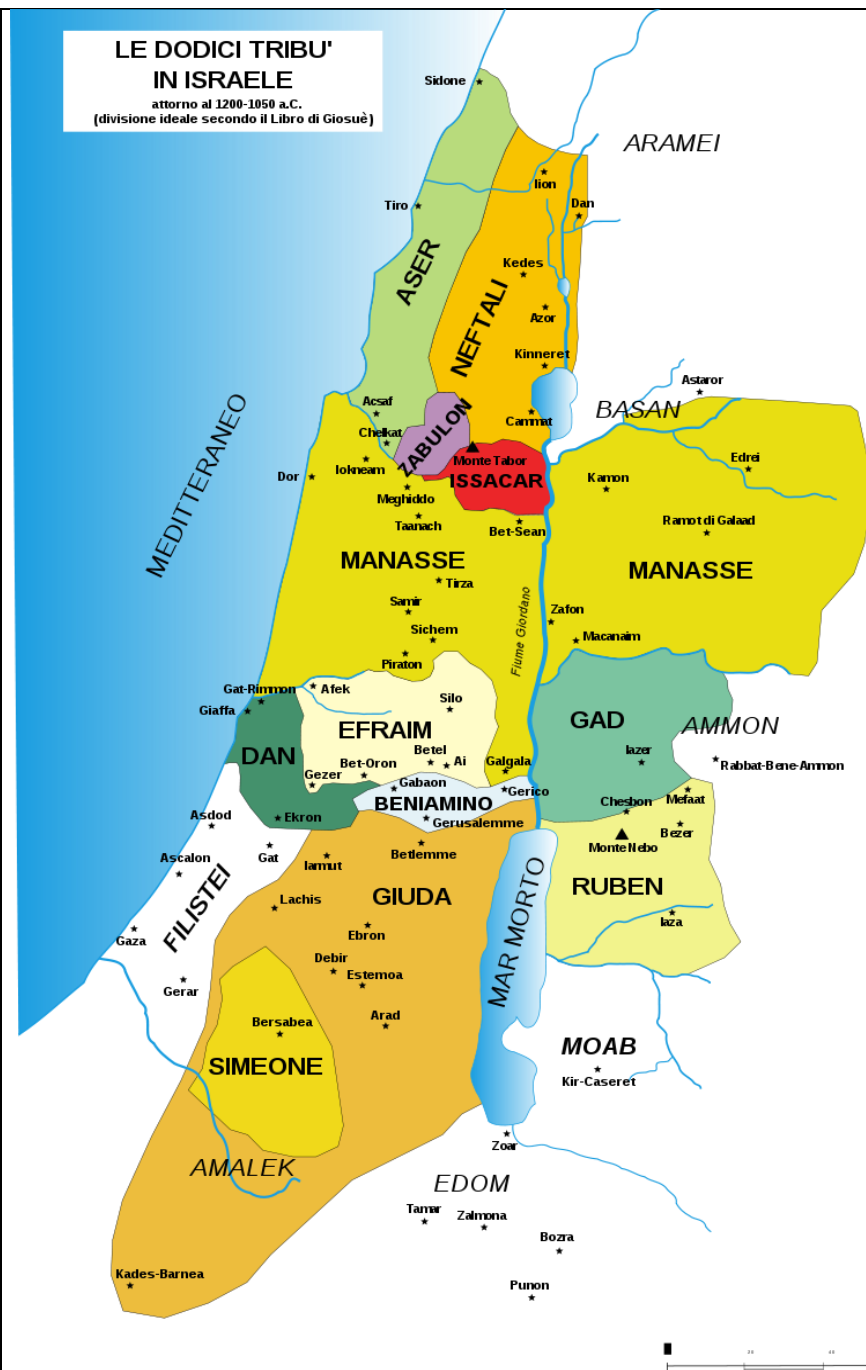 LE DODICI TRIBU'
IN ISRAELE
attorno al 1200-1050 a.C.
(divisione ideale secondo il Libro di Giosuè)
Sidone
ARAMEI
Iion
Dan
Tiro
ASER
Kedes
NEFTALI
Azor
Kinneret
Astaror
BASAN
Acsaf
Cammat
ZABULON
Chelkat
Monte Tabor
Iokneam
ISSACAR
Edrei
Dor
Kamon
Meghiddo
Taanach
Bet-Sean
Ramot di Galaad
MEDITTERANEO
MANASSE
MANASSE
Tirza
Samir
Zafon
Sichem
Macanaim
Fiume Giordano
Piraton
Gat-Rimmon
Afek
Giaffa
Silo
GAD
EFRAIM
AMMON
DAN
Betel
Ai
Iazer
Rabbat-Bene-Ammon
Bet-Oron
Galgala
Gezer
Gabaon
Gerico
Mefaat
BENIAMINO
Chesbon
Asdod
Ekron
Gerusalemme
Bezer
Gat
Iarmut
Betlemme
Monte Nebo
Ascalon
FILISTEI
GIUDA
RUBEN
Lachis
MAR MORTO
Iaza
Gaza
Ebron
Debir
Estemoa
Gerar
Arad
Bersabea
MOAB
SIMEONE
Kir-Caseret
Zoar
AMALEK
EDOM
Tamar
Zalmona
Bozra
Kades-Barnea
Punon
20
40